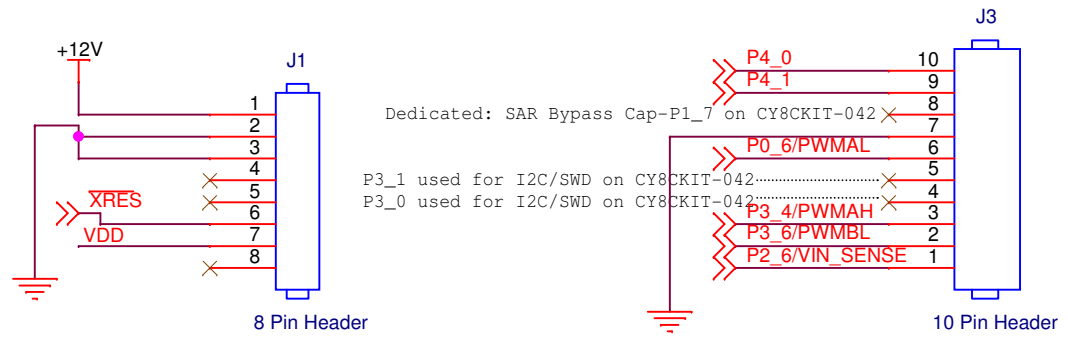 +12V
J1
1
2
3
4
5
XRES
6
VDD
7
8
8 Pin Header
J3
P4_0
10
P4_1
9
Dedicated: SAR Bypass Cap-P1_7 on CY8CKIT-042
8
7
P0_6/PWMAL
6
P3_1 used for I2C/SWD on CY8CKIT-042
5
P3_0 used for I2C/SWD on CY8CKIT-042
4
P3_4/PWMAH
3
P3_6/PWMBL
2
P2_6/VIN_SENSE
1
10 Pin Header